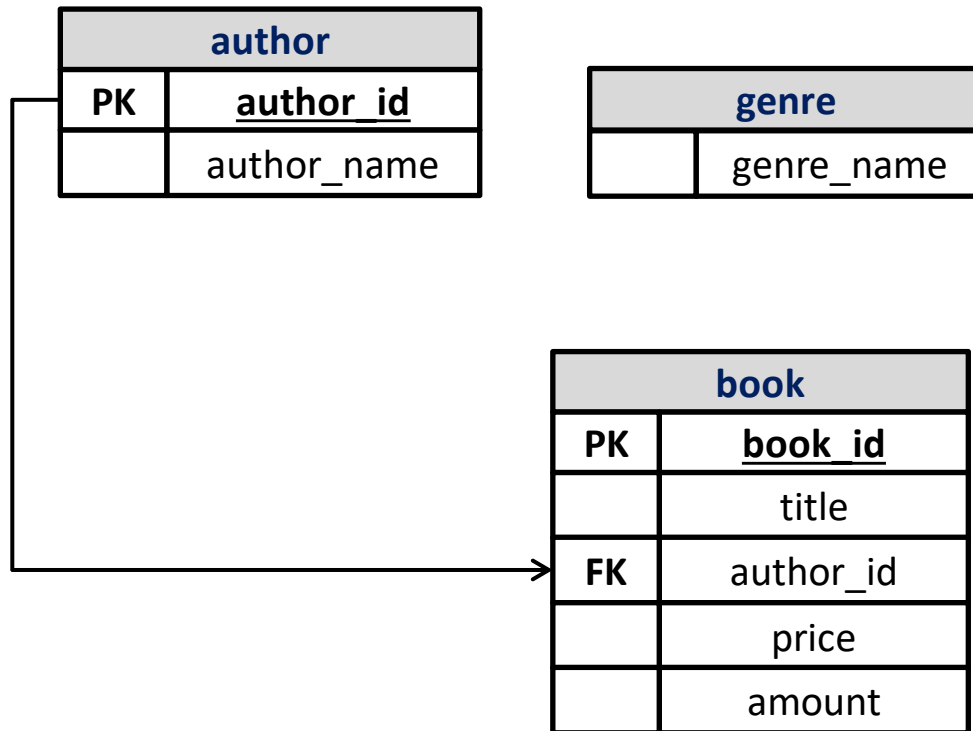 author
PK author_id
author_name
genre
genre_name
book
PK book_id
title
FK author_id
price
amount